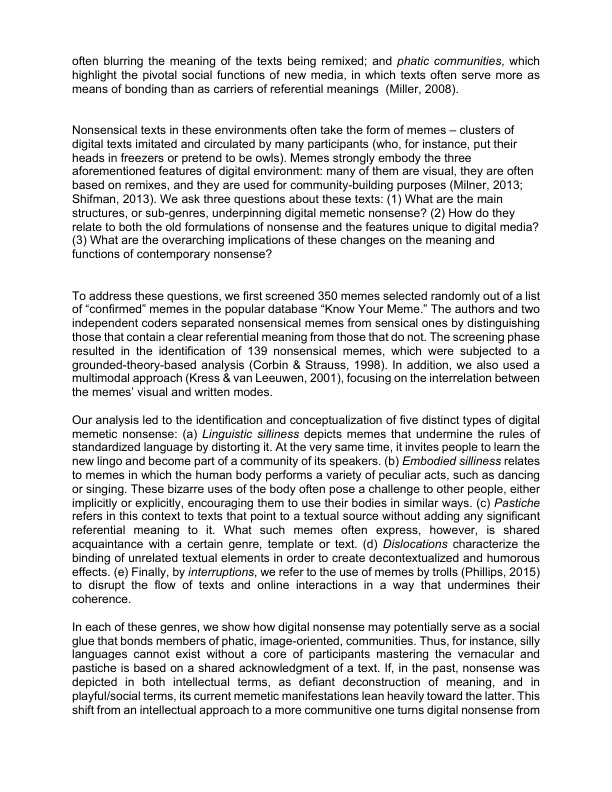 often blurring the meaning of the texts being remixed; and phatic communities, which
highlight the pivotal social functions of new media, in which texts often serve more as
means of bonding than as carriers of referential meanings  (Miller, 2008).
Nonsensical texts in these environments often take the form of memes – clusters of
digital texts imitated and circulated by many participants (who, for instance, put their
heads in freezers or pretend to be owls). Memes strongly embody the three
aforementioned features of digital environment: many of them are visual, they are often
based on remixes, and they are used for community-building purposes (Milner, 2013;
Shifman, 2013). We ask three questions about these texts: (1) What are the main
structures, or sub-genres, underpinning digital memetic nonsense? (2) How do they
relate to both the old formulations of nonsense and the features unique to digital media?
(3) What are the overarching implications of these changes on the meaning and
functions of contemporary nonsense?
To address these questions, we first screened 350 memes selected randomly out of a list
of “confirmed” memes in the popular database “Know Your Meme.” The authors and two
independent coders separated nonsensical memes from sensical ones by distinguishing
those that contain a clear referential meaning from those that do not. The screening phase
resulted in the identification of 139 nonsensical memes, which were subjected to a
grounded-theory-based analysis (Corbin & Strauss, 1998). In addition, we also used a
multimodal approach (Kress & van Leeuwen, 2001), focusing on the interrelation between
the memes’ visual and written modes.
Our analysis led to the identification and conceptualization of five distinct types of digital
memetic nonsense: (a) Linguistic silliness depicts memes that undermine the rules of
standardized language by distorting it. At the very same time, it invites people to learn the
new lingo and become part of a community of its speakers. (b) Embodied silliness relates
to memes in which the human body performs a variety of peculiar acts, such as dancing
or singing. These bizarre uses of the body often pose a challenge to other people, either
implicitly or explicitly, encouraging them to use their bodies in similar ways. (c) Pastiche
refers in this context to texts that point to a textual source without adding any significant
referential meaning to it. What such memes often express, however, is shared
acquaintance with a certain genre, template or text. (d) Dislocations characterize the
binding of unrelated textual elements in order to create decontextualized and humorous
effects. (e) Finally, by interruptions, we refer to the use of memes by trolls (Phillips, 2015)
to disrupt the flow of texts and online interactions in a way that undermines their
coherence.
In each of these genres, we show how digital nonsense may potentially serve as a social
glue that bonds members of phatic, image-oriented, communities. Thus, for instance, silly
languages cannot exist without a core of participants mastering the vernacular and
pastiche is based on a shared acknowledgment of a text. If, in the past, nonsense was
depicted in both intellectual terms, as defiant deconstruction of meaning, and in
playful/social terms, its current memetic manifestations lean heavily toward the latter. This
shift from an intellectual approach to a more communitive one turns digital nonsense from